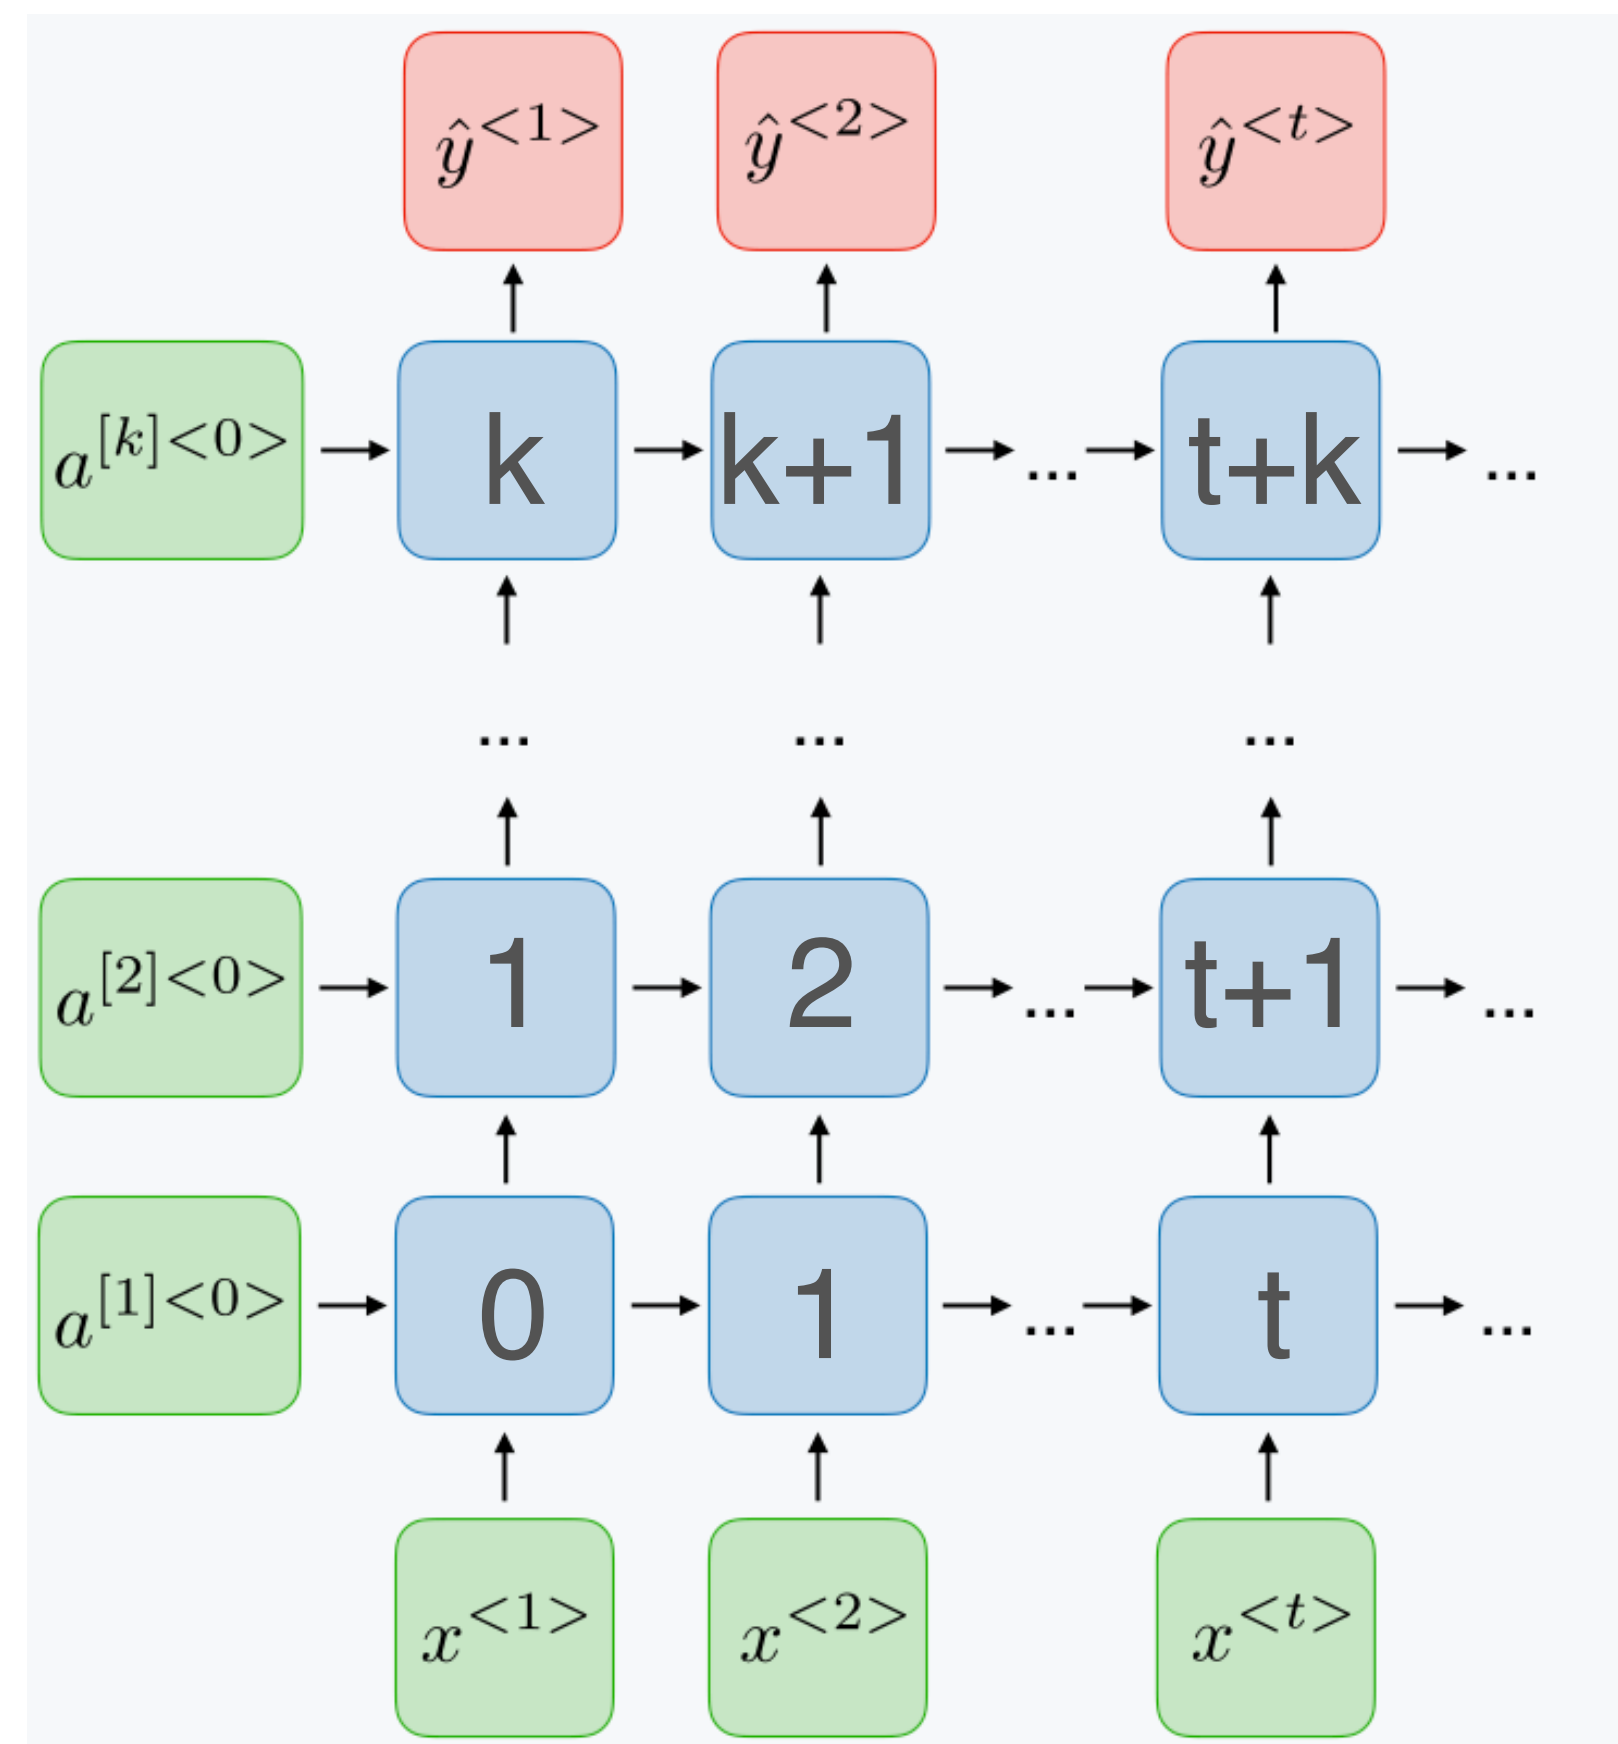 ŷ<1> ŷ<2> ŷ<t>
a[k]<0> k k+1 ... t+k ...
... ... ...
a[2]<0> 1 2 ... t+1 ...
a[1]<0> 0 1 ... t ...
x<1> x<2> x<t>